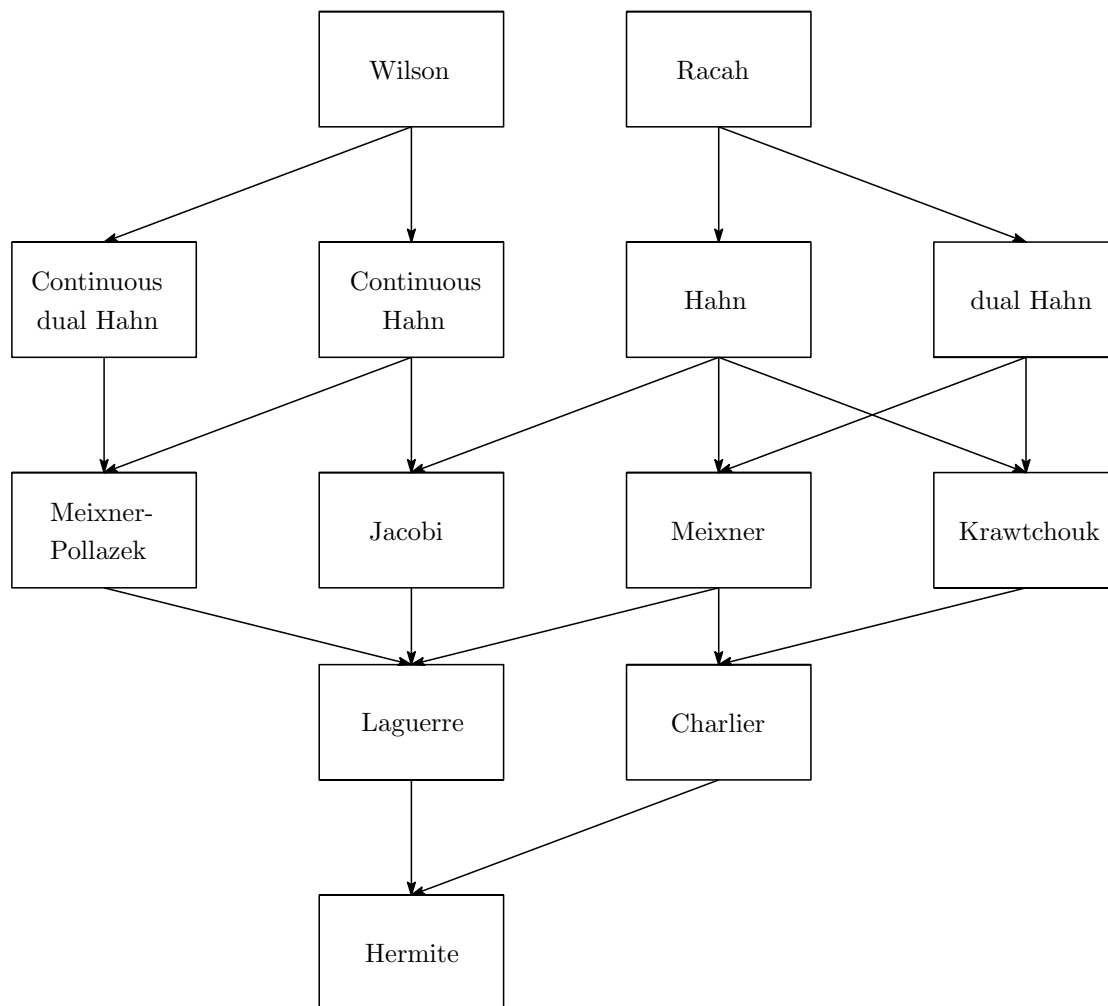 Wilson
Racah
Continuous
dual Hahn
Continuous
Hahn
Hahn
dual Hahn
Meixner-
Pollazek
Jacobi
Meixner
Krawtchouk
Laguerre
Charlier
Hermite